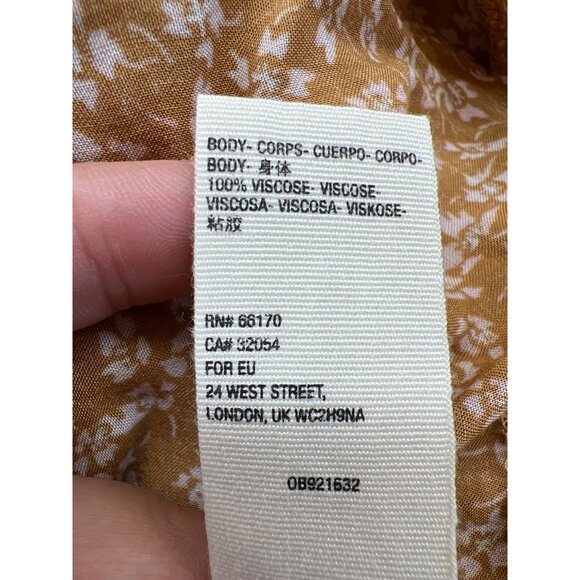 BODY- CORPS- CUERPO- CORPO-
BODY- 身体
100% VISCOSE- VISCOSE-
VISCOSA- VISCOSA- VISKOSE-
粘胶
RN# 66170
CA# 32054
FOR EU
24 WEST STREET,
LONDON, UK WC2H9NA
OB921632